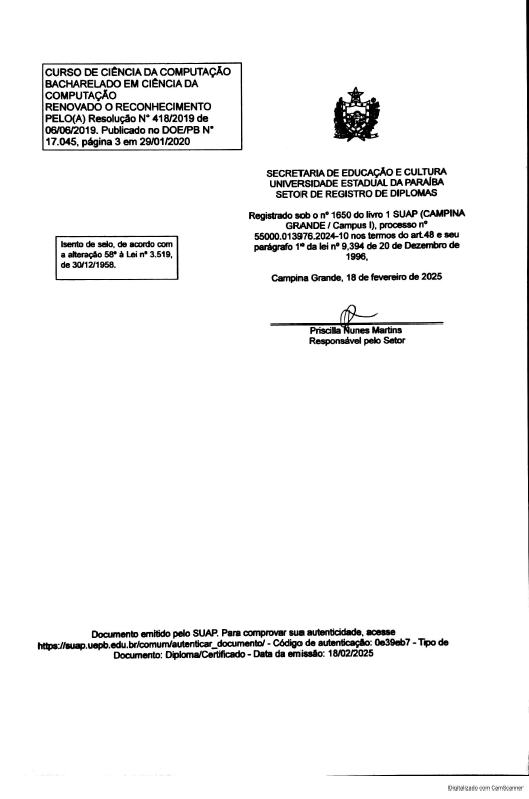 CURSO DE CIÊNCIA DA COMPUTAÇÃO
BACHARELADO EM CIÊNCIA DA
COMPUTAÇÃO
RENOVADO O RECONHECIMENTO
PELO(A) Resolução N° 418/2019 de
06/06/2019. Publicado no DOE/PB N°
17.045, página 3 em 29/01/2020
SECRETARIA DE EDUCAÇÃO E CULTURA
UNIVERSIDADE ESTADUAL DA PARAÍBA
SETOR DE REGISTRO DE DIPLOMAS
Registrado sob o nº 1650 do livro 1 SUAP (CAMPINA
GRANDE / Campus I), processo nº
55000.013976.2024-10 nos termos do art.48 e seu
parágrafo 1º da lei nº 9,394 de 20 de Dezembro de
1996,
Isento de selo, de acordo com
a alteração 58ª à Lei nº 3.519,
de 30/12/1958.
Campina Grande, 18 de fevereiro de 2025
Priscilla Nunes Martins
Responsável pelo Setor
Documento emitido pelo SUAP. Para comprovar sua autenticidade, acesse
https://suap.uepb.edu.br/comum/autenticar_documento/ - Código de autenticação: 0e39eb7 - Tipo de
Documento: Diploma/Certificado - Data da emissão: 18/02/2025
Digitalizado com CamScanner